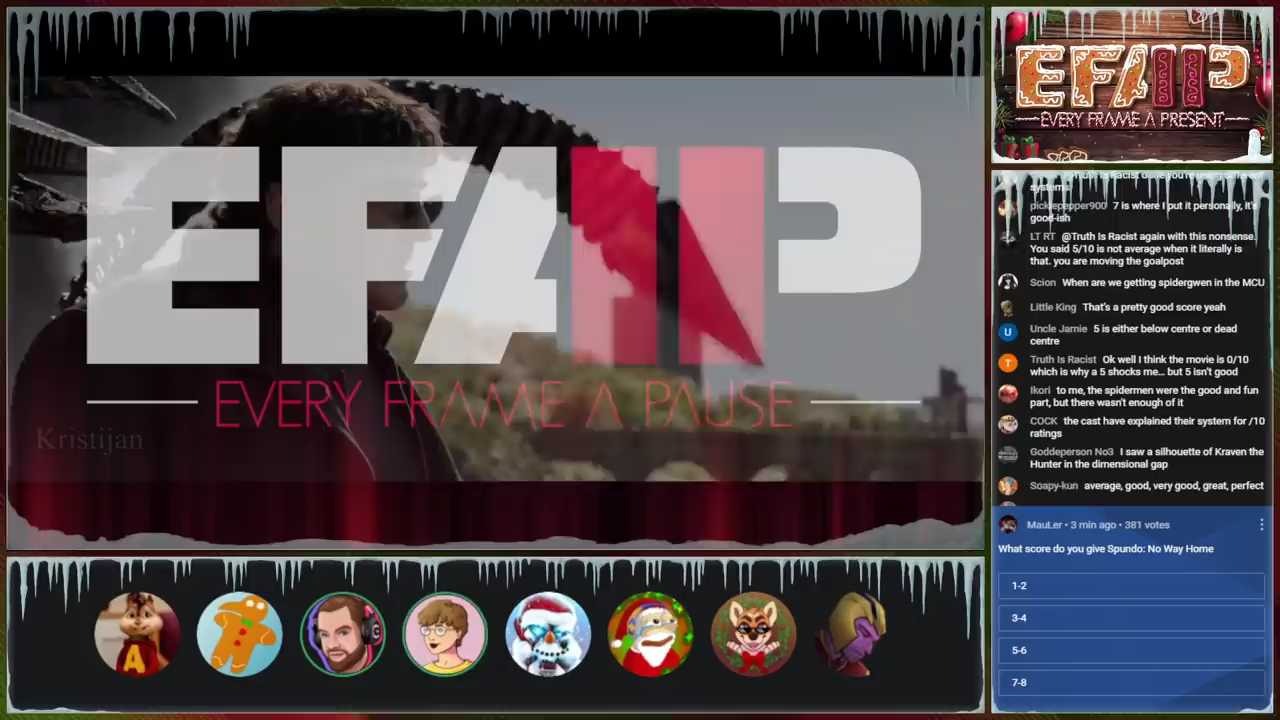 EFAP
EVERY FRAME A PAUSE
Kristijan
EFAP
EVERY FRAME A PRESENT
systems
picklepepper900 7 is where I put it personally, it's
good-ish
LT RT @Truth Is Racist again with this nonsense.
You said 5/10 is not average when it literally is
that. you are moving the goalpost
Scion When are we getting spidergwen in the MCU
Little King That's a pretty good score yeah
Uncle Jamie 5 is either below centre or dead
centre
Truth Is Racist Ok well I think the movie is 0/10
which is why a 5 shocks me... but 5 isn't good
Ikori to me, the spidermen were the good and fun
part, but there wasn't enough of it
COCK the cast have explained their system for /10
ratings
Goddeperson No3 I saw a silhouette of Kraven the
Hunter in the dimensional gap
Soapy-kun average, good, very good, great, perfect
MauLer • 3 min ago • 381 votes
What score do you give Spundo: No Way Home
1-2
3-4
5-6
7-8
A